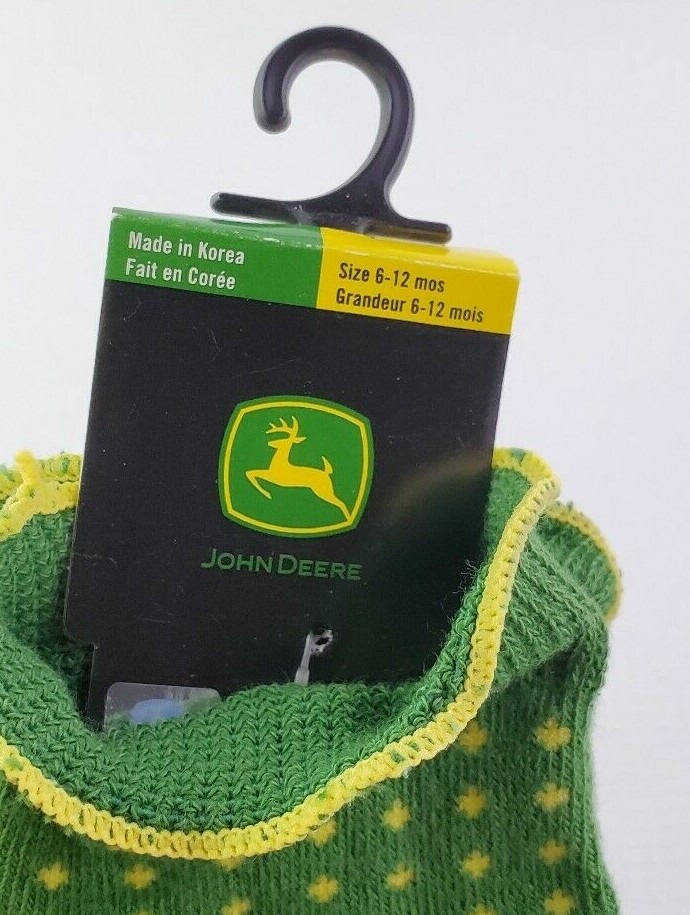 Made in Korea
Fait en Corée
Size 6-12 mos
Grandeur 6-12 mois
JOHN DEERE